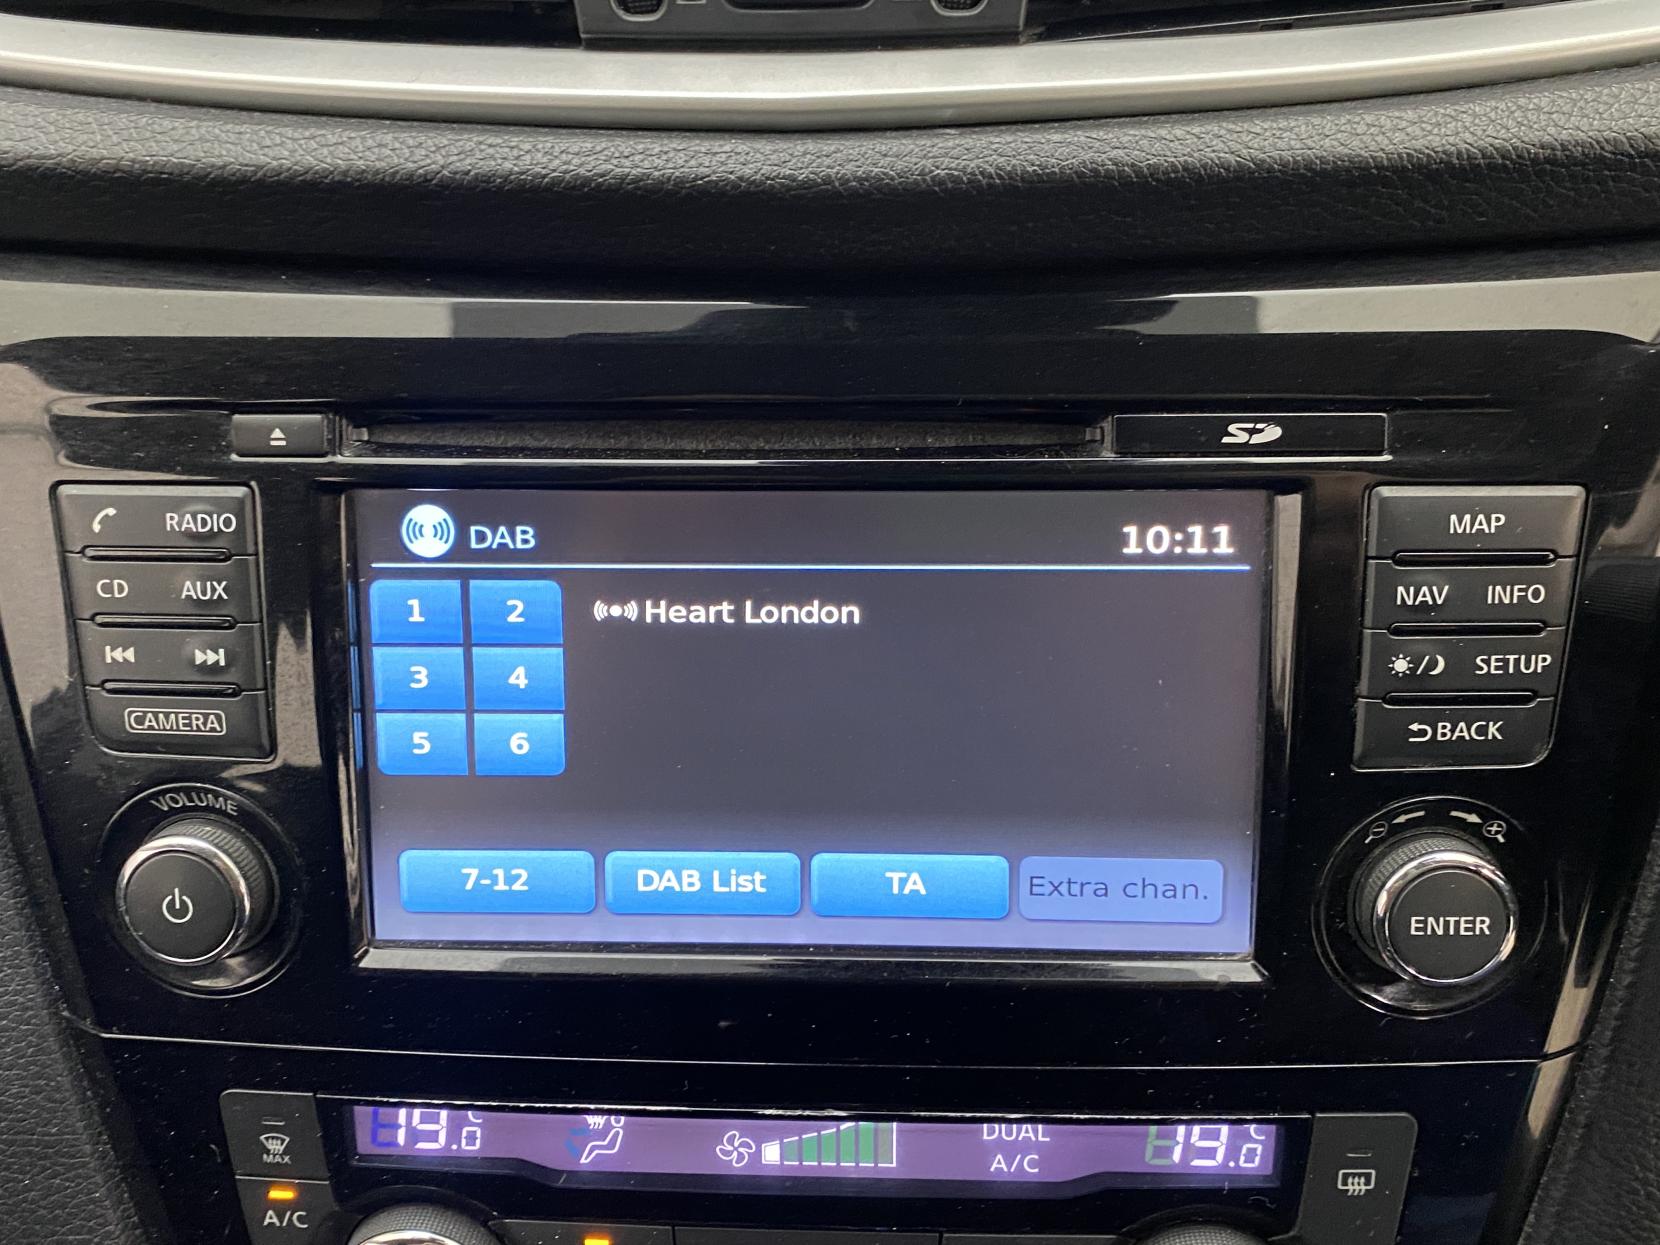 SD
RADIO
CD AUX
CAMERA
VOLUME
DAB 10:11
1 2 Heart London
3 4
5 6
7-12 DAB List TA Extra chan.
MAP
NAV INFO
SETUP
BACK
ENTER
MAX
A/C
19.0 °C
DUAL
A/C
19.0 °C